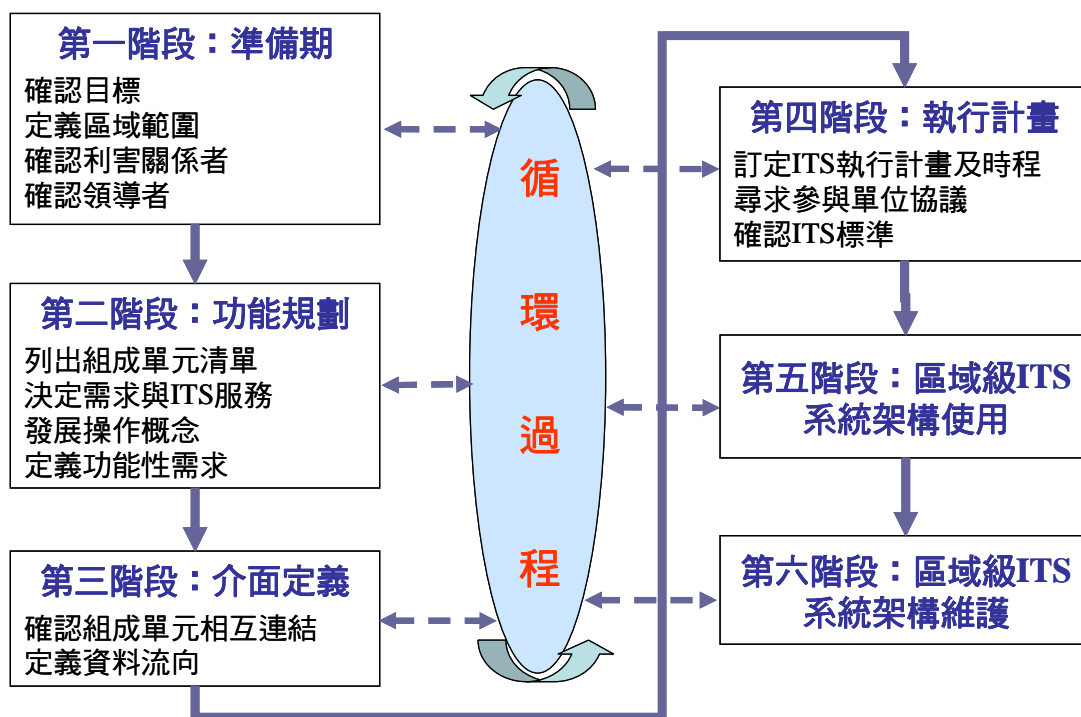 第一階段：準備期
確認目標
定義區域範圍
確認利害關係者
確認領導者
第二階段：功能規劃
列出組成單元清單
決定需求與ITS服務
發展操作概念
定義功能性需求
第三階段：介面定義
確認組成單元相互連結
定義資料流向
循
環
過
程
第四階段：執行計畫
訂定ITS執行計畫及時程
尋求參與單位協議
確認ITS標準
第五階段：區域級ITS
系統架構使用
第六階段：區域級ITS
系統架構維護